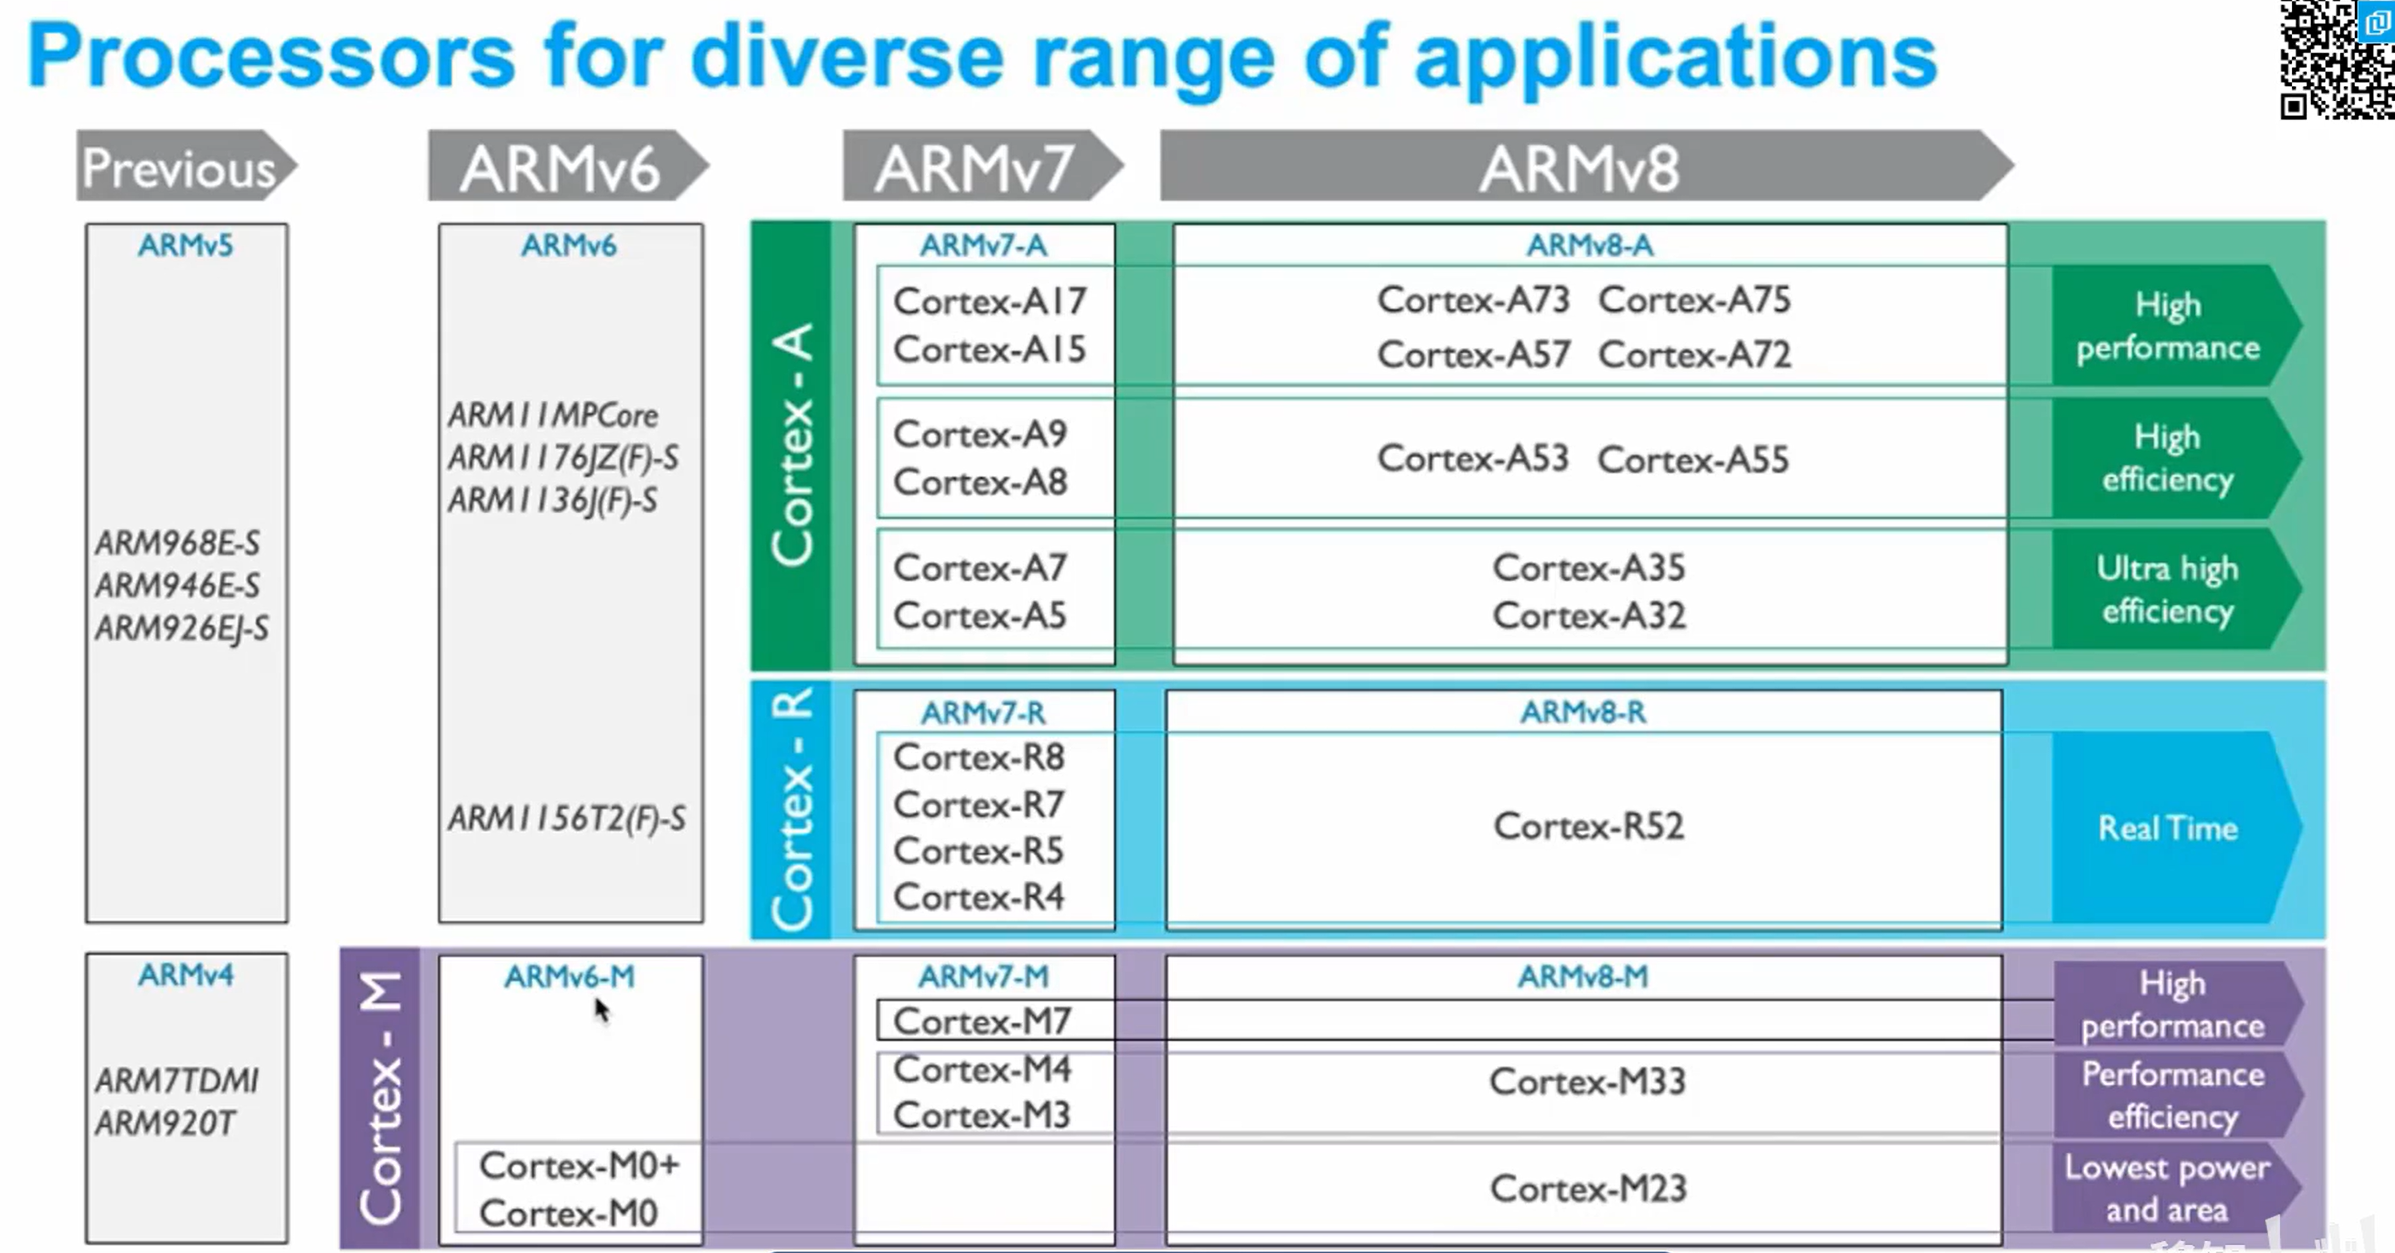 Processors for diverse range of applications
Previous
ARMv6
ARMv7
ARMv8
ARMv5
ARM968E-S
ARM946E-S
ARM926EJ-S
ARMv6
ARM11MPCore
ARM1176JZ(F)-S
ARM1136J(F)-S
ARM1156T2(F)-S
Cortex - A
ARMv7-A
Cortex-A17
Cortex-A15
Cortex-A9
Cortex-A8
Cortex-A7
Cortex-A5
ARMv8-A
Cortex-A73 Cortex-A75
Cortex-A57 Cortex-A72
Cortex-A53 Cortex-A55
Cortex-A35
Cortex-A32
High
performance
High
efficiency
Ultra high
efficiency
Cortex - R
ARMv7-R
Cortex-R8
Cortex-R7
Cortex-R5
Cortex-R4
ARMv8-R
Cortex-R52
Real Time
ARMv4
ARM7TDMI
ARM920T
Cortex - M
ARMv6-M
Cortex-M0+
Cortex-M0
ARMv7-M
Cortex-M7
Cortex-M4
Cortex-M3
ARMv8-M
Cortex-M33
Cortex-M23
High
performance
Performance
efficiency
Lowest power
and area